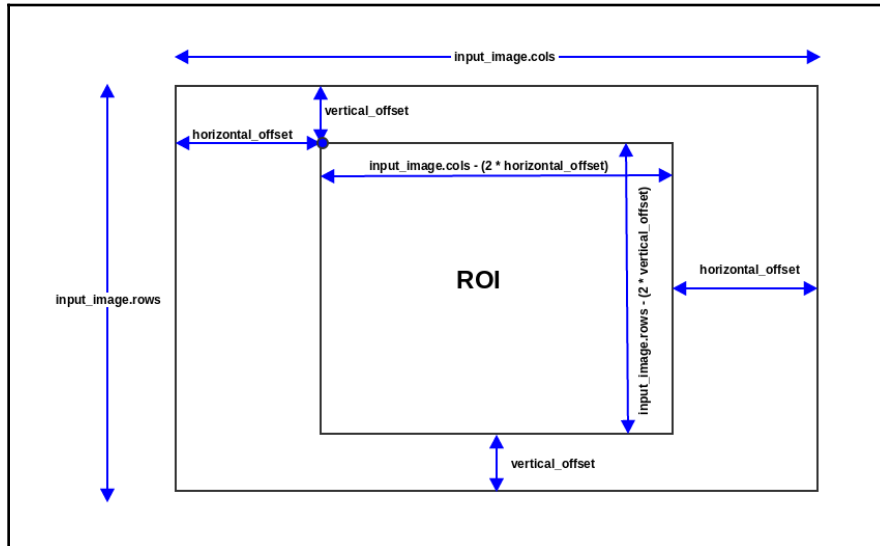 input_image.cols
vertical_offset
horizontal_offset
input_image.cols - (2 * horizontal_offset)
input_image.rows - (2 * vertical_offset)
ROI
horizontal_offset
input_image.rows
vertical_offset